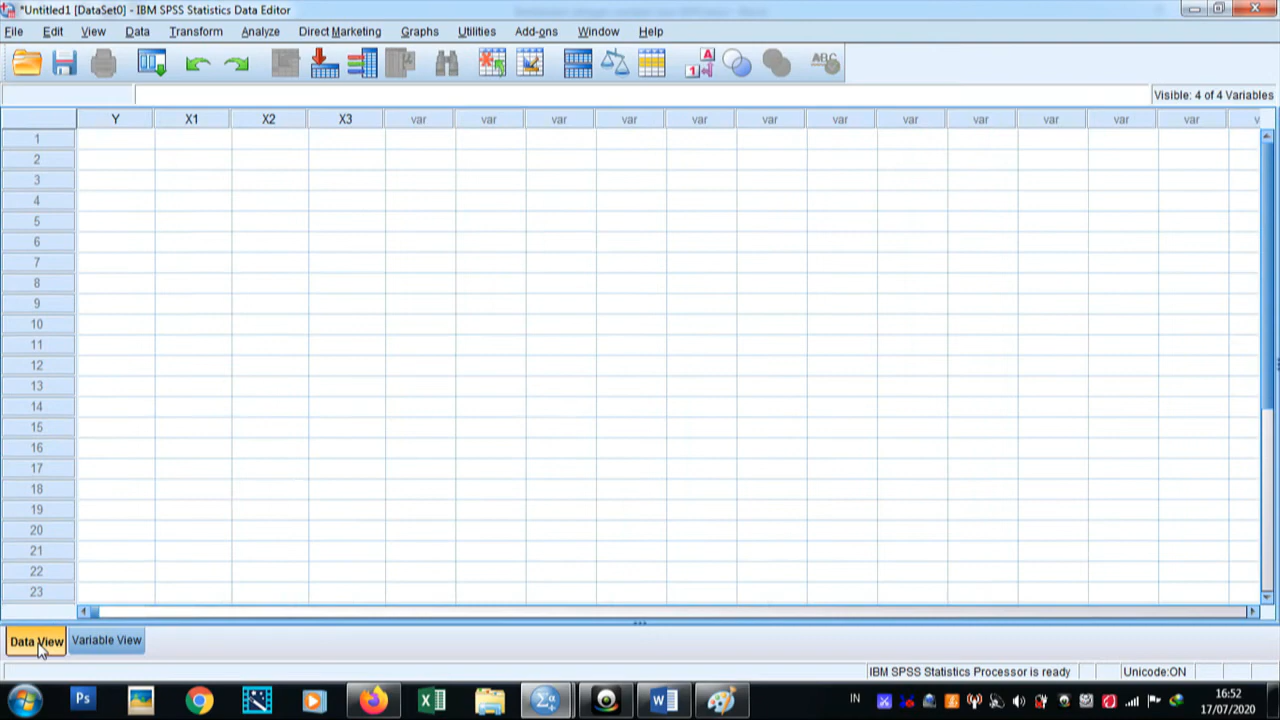 *Untitled1 [DataSet0] - IBM SPSS Statistics Data Editor
File Edit View Data Transform Analyze Direct Marketing Graphs Utilities Add-ons Window Help
A
1
ABC
Visible: 4 of 4 Variables
Y X1 X2 X3 var var var var var var var var var var var var v
1
2
3
4
5
6
7
8
9
10
11
12
13
14
15
16
17
18
19
20
21
22
23
Data View Variable View
IBM SPSS Statistics Processor is ready Unicode:ON
Ps Σα W IN 16:52
17/07/2020